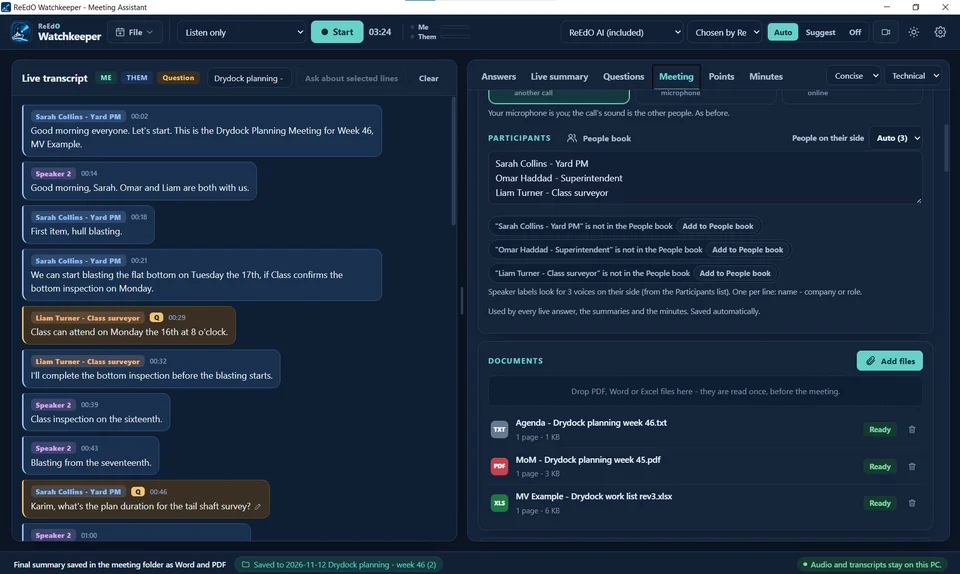 ReEdO Watchkeeper - Meeting Assistant
ReEdO
Watchkeeper
File
Listen only
Start
03:24
Me
Them
ReEdO AI (included)
Chosen by Re
Auto
Suggest
Off
Live transcript
ME
THEM
Question
Drydock planning -
Ask about selected lines
Clear
Sarah Collins - Yard PM 00:02
Good morning everyone. Let's start. This is the Drydock Planning Meeting for Week 46,
MV Example.
Speaker 2 00:14
Good morning, Sarah. Omar and Liam are both with us.
Sarah Collins - Yard PM 00:18
First item, hull blasting.
Sarah Collins - Yard PM 00:21
We can start blasting the flat bottom on Tuesday the 17th, if Class confirms the
bottom inspection on Monday.
Liam Turner - Class surveyor Q 00:29
Class can attend on Monday the 16th at 8 o'clock.
Liam Turner - Class surveyor 00:32
I'll complete the bottom inspection before the blasting starts.
Speaker 2 00:39
Class inspection on the sixteenth.
Speaker 2 00:43
Blasting from the seventeenth.
Sarah Collins - Yard PM Q 00:46
Karim, what's the plan duration for the tail shaft survey?
Speaker 2 01:00
Answers
Live summary
Questions
Meeting
Points
Minutes
Concise
Technical
another call
microphone
online
Your microphone is you; the call's sound is the other people. As before.
PARTICIPANTS
People book
People on their side
Auto (3)
Sarah Collins - Yard PM
Omar Haddad - Superintendent
Liam Turner - Class surveyor
"Sarah Collins - Yard PM" is not in the People book Add to People book
"Omar Haddad - Superintendent" is not in the People book Add to People book
"Liam Turner - Class surveyor" is not in the People book Add to People book
Speaker labels look for 3 voices on their side (from the Participants list). One per line: name - company or role.
Used by every live answer, the summaries and the minutes. Saved automatically.
DOCUMENTS
Add files
Drop PDF, Word or Excel files here - they are read once, before the meeting.
TXT
Agenda - Drydock planning week 46.txt
1 page - 1 KB
Ready
PDF
MoM - Drydock planning week 45.pdf
1 page - 3 KB
Ready
XLS
MV Example - Drydock work list rev3.xlsx
1 page - 6 KB
Ready
Final summary saved in the meeting folder as Word and PDF
Saved to 2026-11-12 Drydock planning - week 46 (2)
Audio and transcripts stay on this PC.